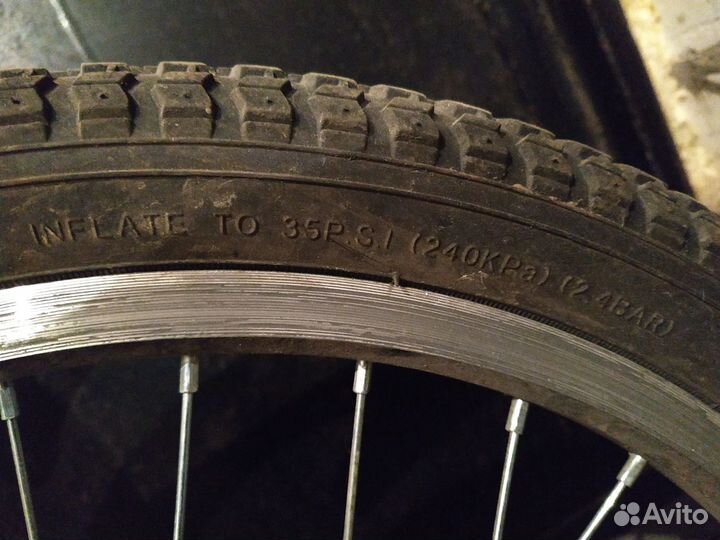 INFLATE TO 35P.S.I (240KPa) (2.4BAR)
Avito